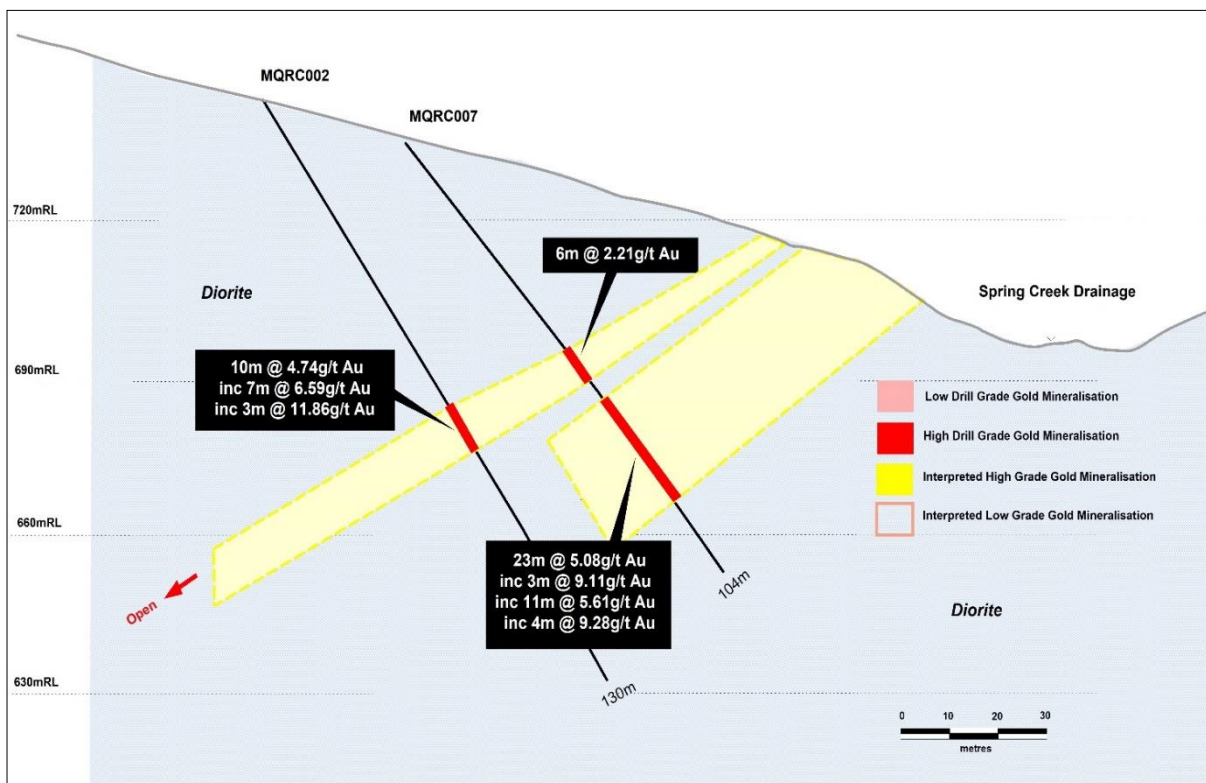 MQRC002
MQRC007
720mRL
6m @ 2.21g/t Au
Diorite
Spring Creek Drainage
690mRL
10m @ 4.74g/t Au
inc 7m @ 6.59g/t Au
inc 3m @ 11.86g/t Au
Low Drill Grade Gold Mineralisation
High Drill Grade Gold Mineralisation
Interpreted High Grade Gold Mineralisation
Interpreted Low Grade Gold Mineralisation
660mRL
23m @ 5.08g/t Au
inc 3m @ 9.11g/t Au
inc 11m @ 5.61g/t Au
inc 4m @ 9.28g/t Au
104m
Open
Diorite
630mRL
130m
0 10 20 30
metres